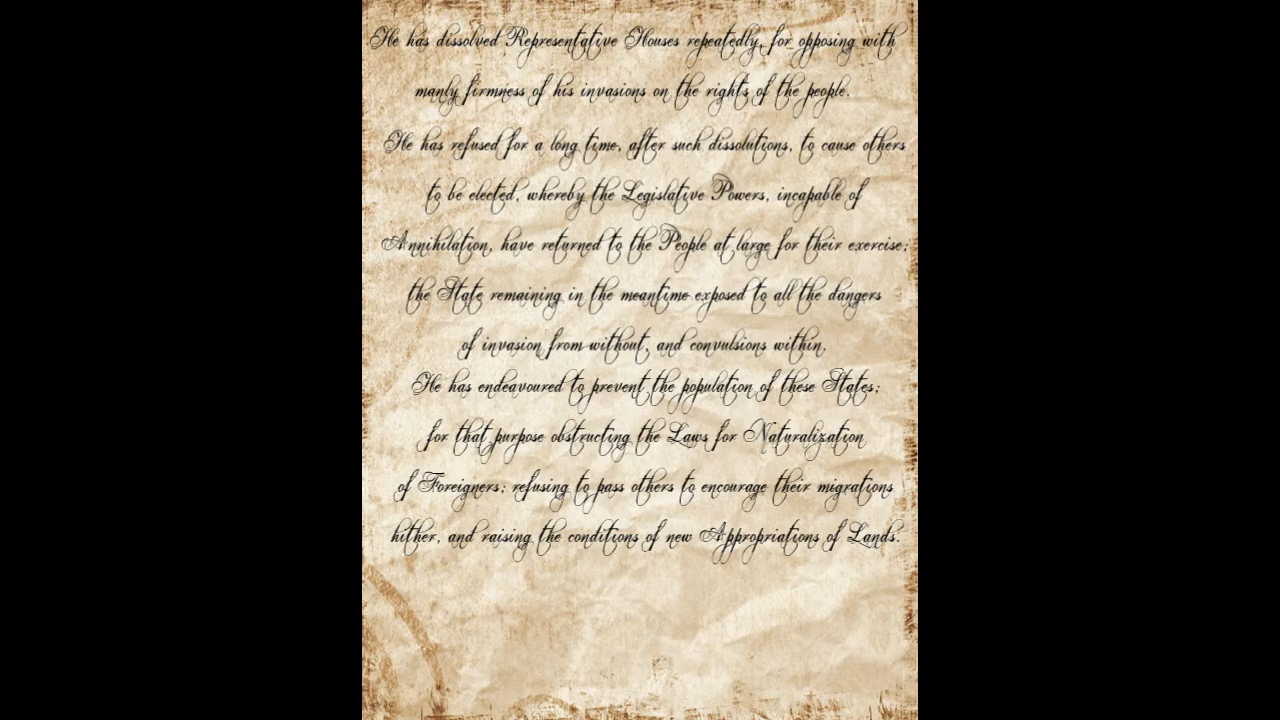 He has dissolved Representative Houses repeatedly, for opposing with
manly firmness of his invasions on the rights of the people.
He has refused for a long time, after such dissolutions, to cause others
to be elected, whereby the Legislative Powers, incapable of
Annihilation, have returned to the People at large for their exercise;
the State remaining in the meantime exposed to all the dangers
of invasion from without, and convulsions within.
He has endeavoured to prevent the population of these States;
for that purpose obstructing the Laws for Naturalization
of Foreigners; refusing to pass others to encourage their migrations
hither, and raising the conditions of new Appropriations of Lands.